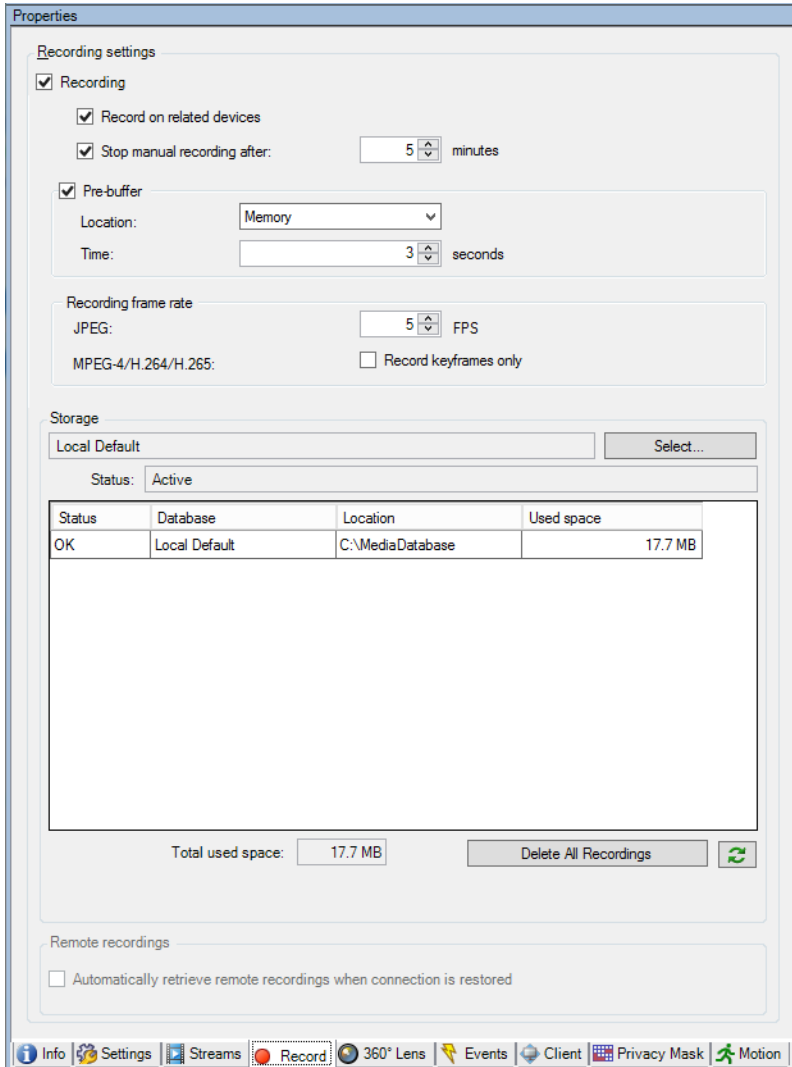 Properties
Recording settings
Recording
Record on related devices
Stop manual recording after: 5 minutes
Pre-buffer
Location: Memory
Time: 3 seconds
Recording frame rate
JPEG: 5 FPS
MPEG-4/H.264/H.265: Record keyframes only
Storage
Local Default Select...
Status: Active
Status Database Location Used space
OK Local Default C:\MediaDatabase 17.7 MB
Total used space: 17.7 MB Delete All Recordings
Remote recordings
Automatically retrieve remote recordings when connection is restored
Info Settings Streams Record 360° Lens Events Client Privacy Mask Motion